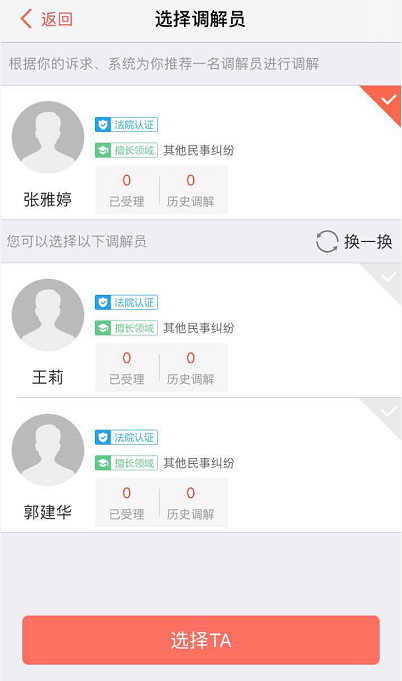 返回
选择调解员
根据你的诉求、系统为你推荐一名调解员进行调解
法院认证
擅长领域 其他民事纠纷
张雅婷
0 0
已受理 历史调解
您可以选择以下调解员 换一换
法院认证
擅长领域 其他民事纠纷
王莉
0 0
已受理 历史调解
法院认证
擅长领域 其他民事纠纷
郭建华
0 0
已受理 历史调解
选择TA